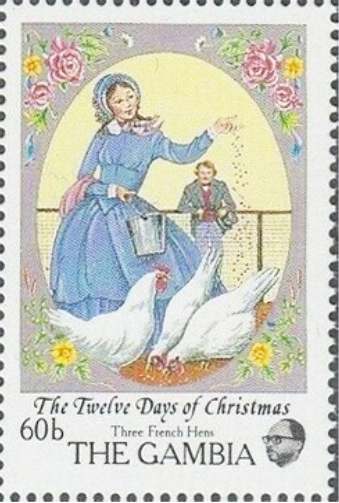 The Twelve Days of Christmas
60b
Three French Hens
THE GAMBIA